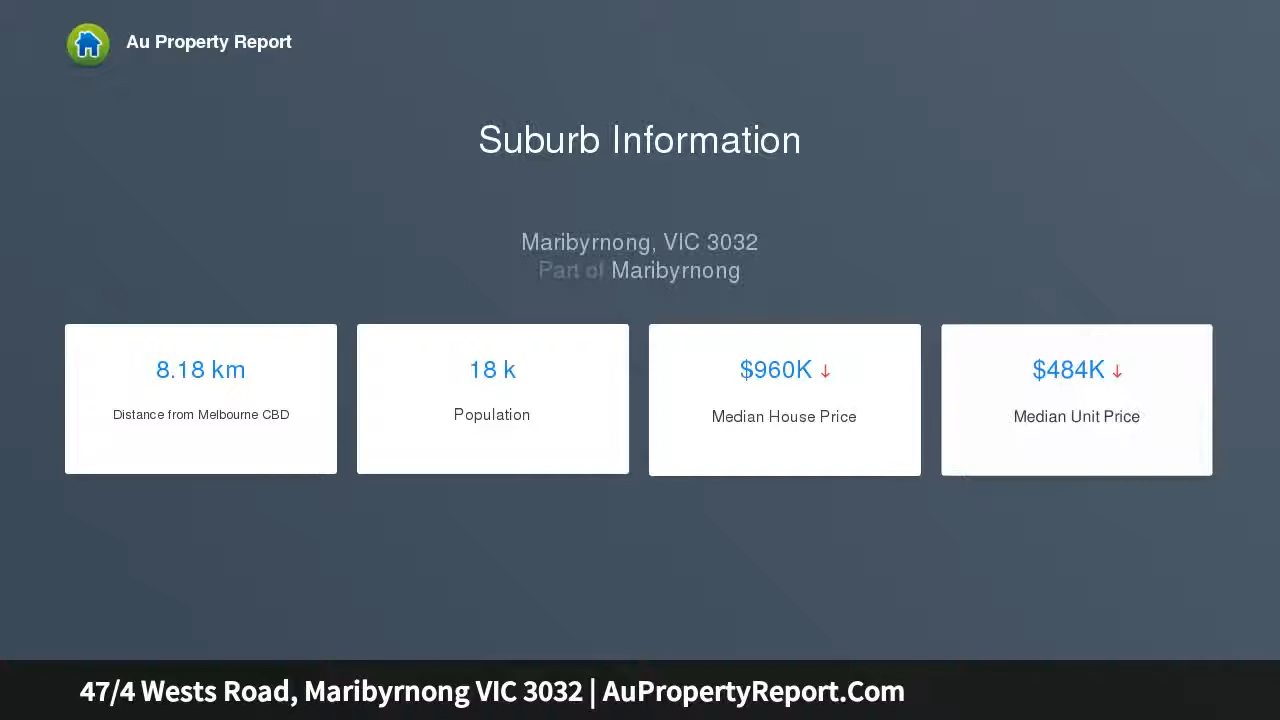 Au Property Report
Suburb Information
Maribyrnong, VIC 3032
Part of Maribyrnong
8.18 km
Distance from Melbourne CBD
18 k
Population
$960K ↓
Median House Price
$484K ↓
Median Unit Price
47/4 Wests Road, Maribyrnong VIC 3032 | AuPropertyReport.Com